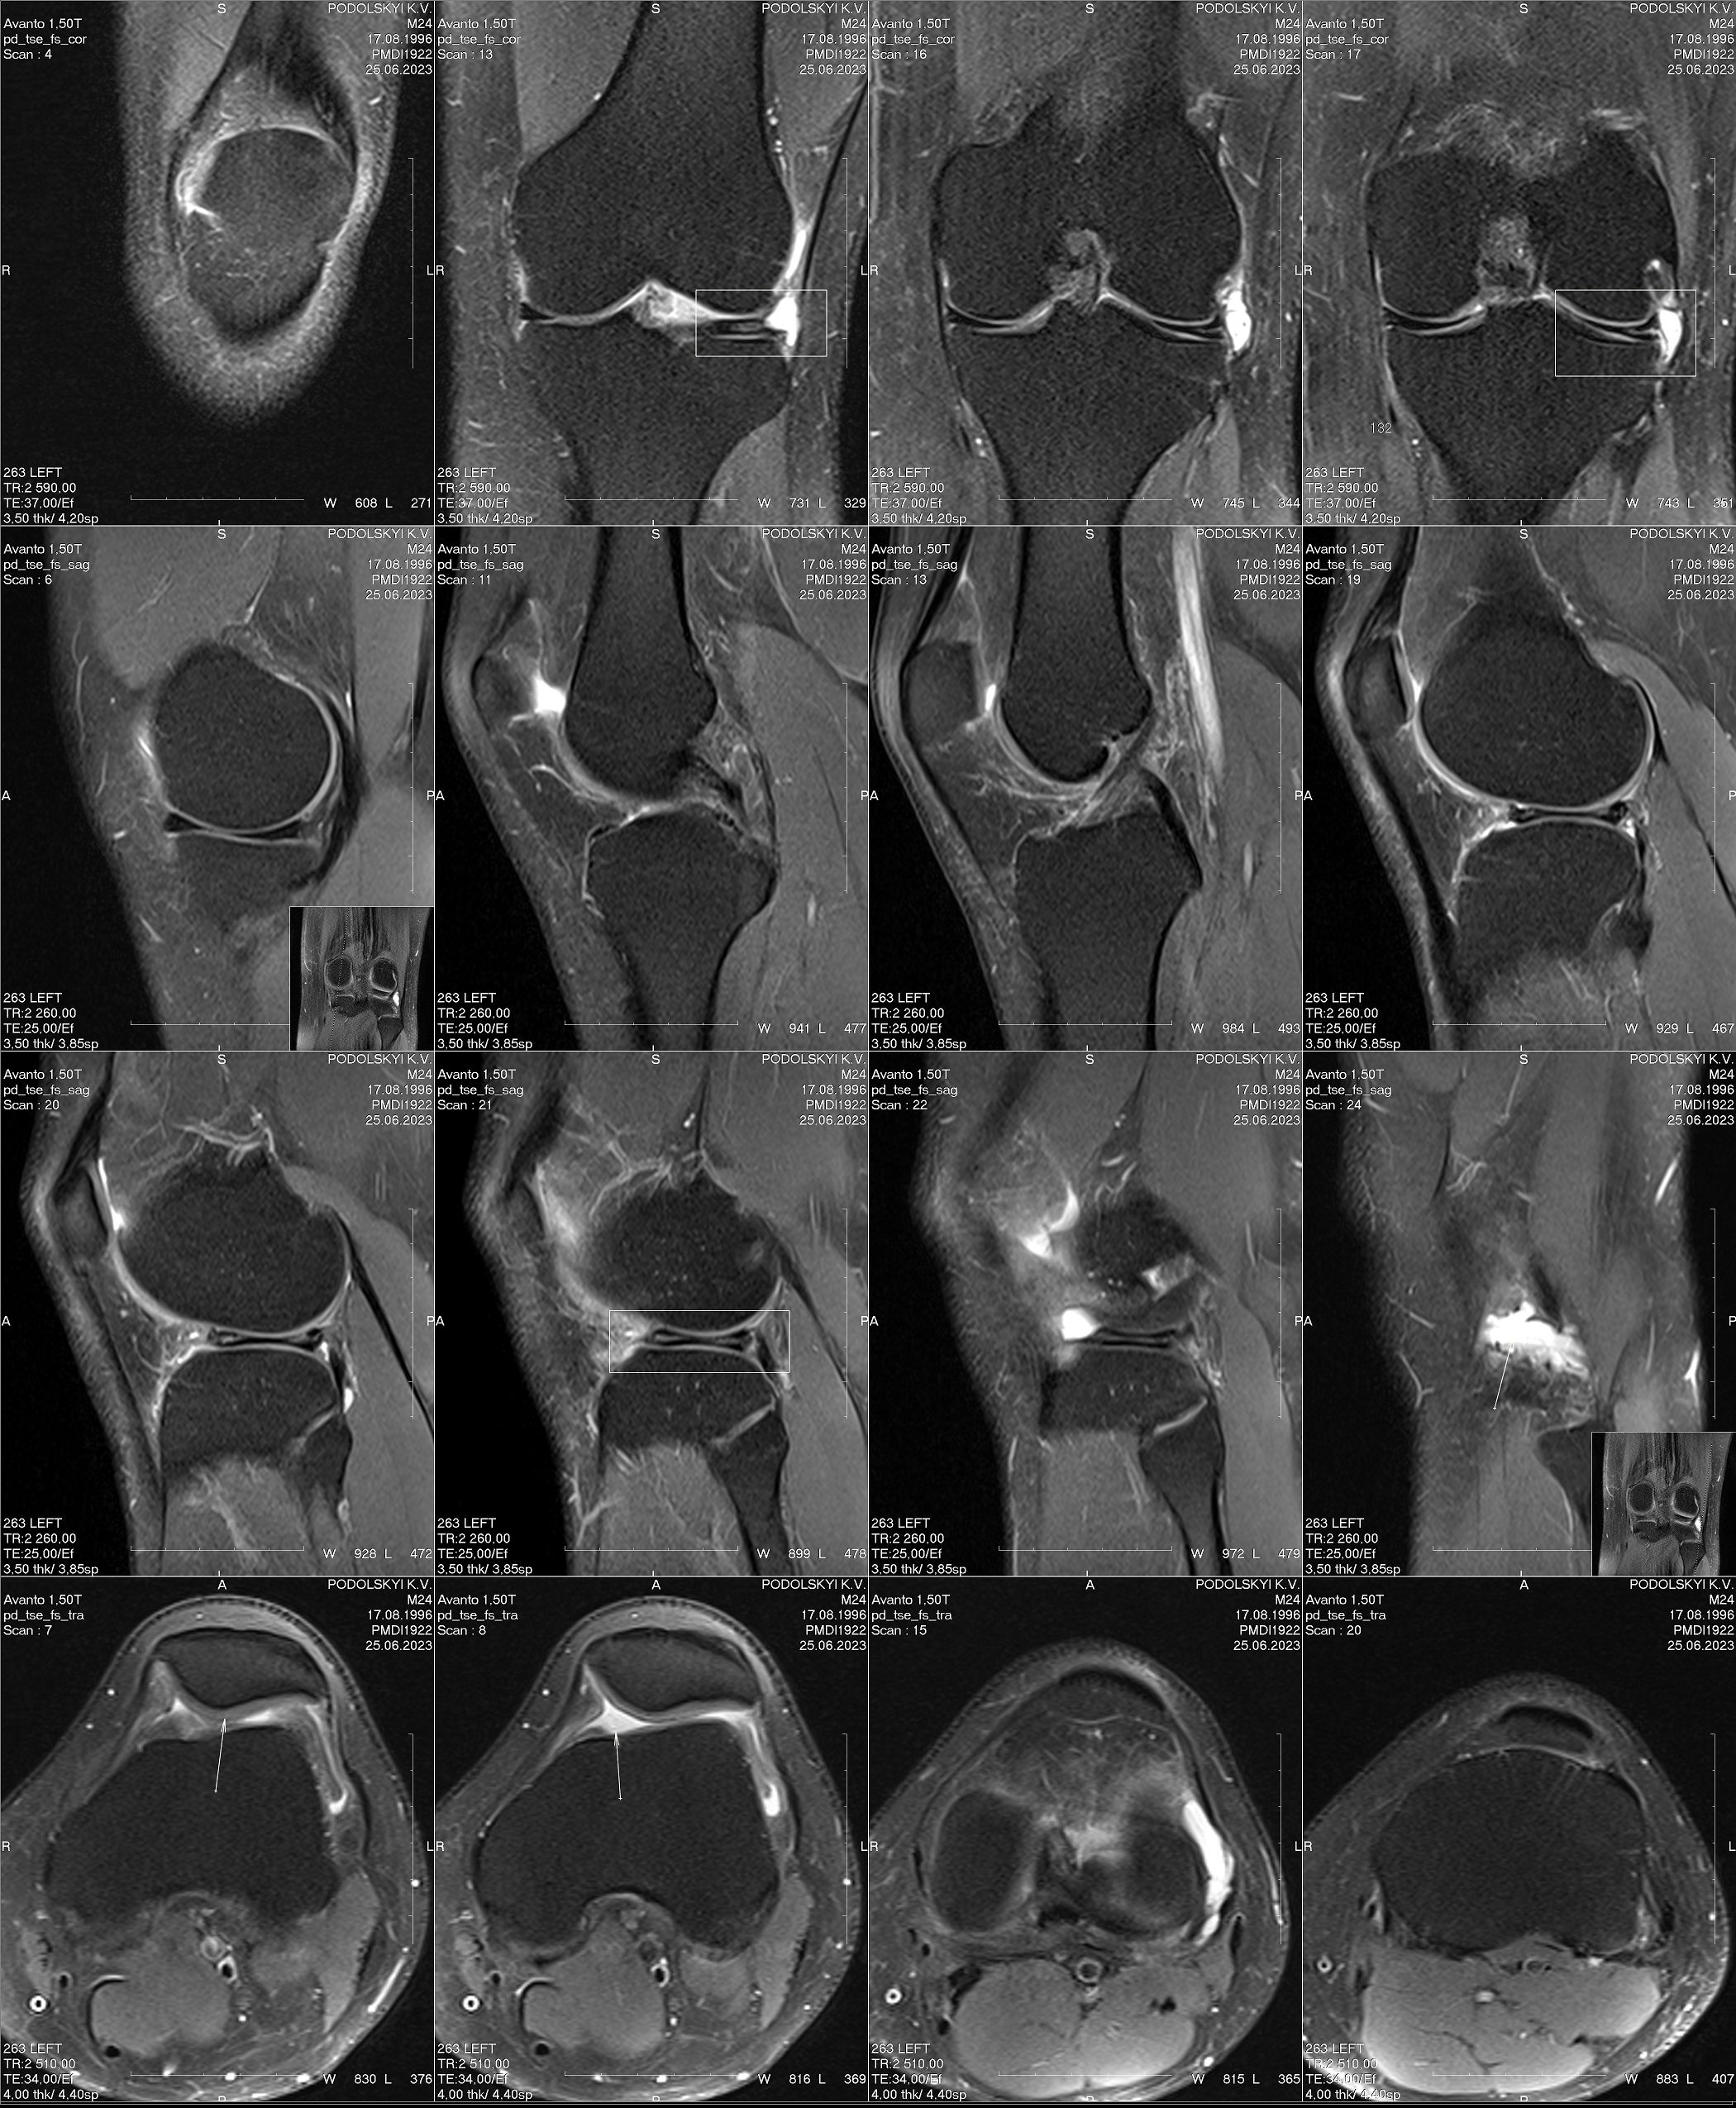 S
PODOLSKYI K.V.
Avanto 1,50T
M24
pd_tse_fs_cor
17.08.1996
Scan : 4
PMDI1922
25.06.2023
R
L
263 LEFT
TR:2 590,00
TE:37,00/Ef
W 608 L 271
3,50 thk/ 4,20sp
S
PODOLSKYI K.V.
Avanto 1,50T
M24
pd_tse_fs_cor
17.08.1996
Scan : 13
PMDI1922
25.06.2023
R
L
263 LEFT
TR:2 590,00
TE:37,00/Ef
W 731 L 329
3,50 thk/ 4,20sp
S
PODOLSKYI K.V.
Avanto 1,50T
M24
pd_tse_fs_cor
17.08.1996
Scan : 16
PMDI1922
25.06.2023
R
L
263 LEFT
TR:2 590,00
TE:37,00/Ef
W 745 L 344
3,50 thk/ 4,20sp
S
PODOLSKYI K.V.
Avanto 1,50T
M24
pd_tse_fs_cor
17.08.1996
Scan : 17
PMDI1922
25.06.2023
R
L
132
263 LEFT
TR:2 590,00
TE:37,00/Ef
W 743 L 351
3,50 thk/ 4,20sp
S
PODOLSKYI K.V.
Avanto 1,50T
M24
pd_tse_fs_sag
17.08.1996
Scan : 6
PMDI1922
25.06.2023
A
P
263 LEFT
TR:2 260,00
TE:25,00/Ef
3,50 thk/ 3,85sp
S
PODOLSKYI K.V.
Avanto 1,50T
M24
pd_tse_fs_sag
17.08.1996
Scan : 11
PMDI1922
25.06.2023
A
P
263 LEFT
TR:2 260,00
TE:25,00/Ef
W 941 L 477
3,50 thk/ 3,85sp
S
PODOLSKYI K.V.
Avanto 1,50T
M24
pd_tse_fs_sag
17.08.1996
Scan : 13
PMDI1922
25.06.2023
A
P
263 LEFT
TR:2 260,00
TE:25,00/Ef
W 984 L 493
3,50 thk/ 3,85sp
S
PODOLSKYI K.V.
Avanto 1,50T
M24
pd_tse_fs_sag
17.08.1996
Scan : 19
PMDI1922
25.06.2023
A
P
263 LEFT
TR:2 260,00
TE:25,00/Ef
W 929 L 467
3,50 thk/ 3,85sp
S
PODOLSKYI K.V.
Avanto 1,50T
M24
pd_tse_fs_sag
17.08.1996
Scan : 20
PMDI1922
25.06.2023
A
P
263 LEFT
TR:2 260,00
TE:25,00/Ef
W 928 L 472
3,50 thk/ 3,85sp
S
PODOLSKYI K.V.
Avanto 1,50T
M24
pd_tse_fs_sag
17.08.1996
Scan : 21
PMDI1922
25.06.2023
A
P
263 LEFT
TR:2 260,00
TE:25,00/Ef
W 899 L 478
3,50 thk/ 3,85sp
S
PODOLSKYI K.V.
Avanto 1,50T
M24
pd_tse_fs_sag
17.08.1996
Scan : 22
PMDI1922
25.06.2023
A
P
263 LEFT
TR:2 260,00
TE:25,00/Ef
W 972 L 479
3,50 thk/ 3,85sp
S
PODOLSKYI K.V.
Avanto 1,50T
M24
pd_tse_fs_sag
17.08.1996
Scan : 24
PMDI1922
25.06.2023
A
P
263 LEFT
TR:2 260,00
TE:25,00/Ef
3,50 thk/ 3,85sp
A
PODOLSKYI K.V.
Avanto 1,50T
M24
pd_tse_fs_tra
17.08.1996
Scan : 7
PMDI1922
25.06.2023
R
L
263 LEFT
TR:2 510,00
TE:34,00/Ef
W 830 L 376
4,00 thk/ 4,40sp
A
PODOLSKYI K.V.
Avanto 1,50T
M24
pd_tse_fs_tra
17.08.1996
Scan : 8
PMDI1922
25.06.2023
R
L
263 LEFT
TR:2 510,00
TE:34,00/Ef
W 816 L 369
4,00 thk/ 4,40sp
A
PODOLSKYI K.V.
Avanto 1,50T
M24
pd_tse_fs_tra
17.08.1996
Scan : 15
PMDI1922
25.06.2023
R
L
263 LEFT
TR:2 510,00
TE:34,00/Ef
W 815 L 365
4,00 thk/ 4,40sp
A
PODOLSKYI K.V.
Avanto 1,50T
M24
pd_tse_fs_tra
17.08.1996
Scan : 20
PMDI1922
25.06.2023
R
L
263 LEFT
TR:2 510,00
TE:34,00/Ef
W 883 L 407
4,00 thk/ 4,40sp